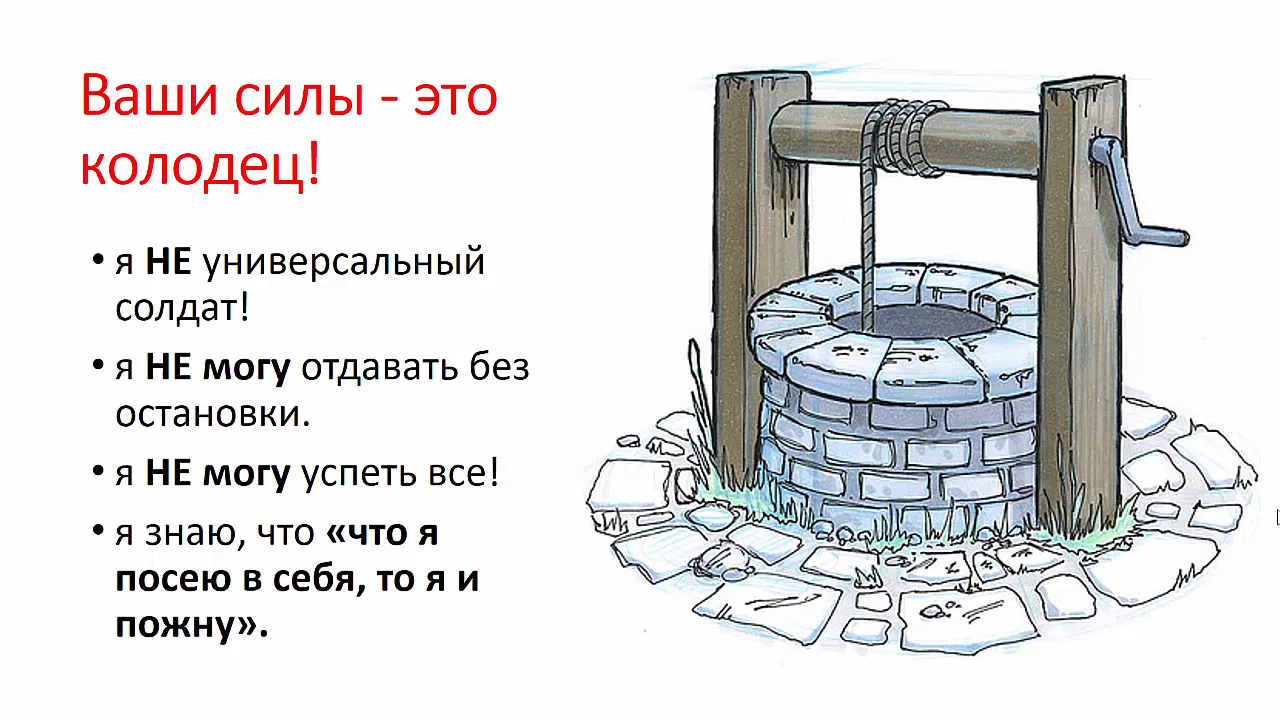 Ваши силы - это
колодец!
• я НЕ универсальный
солдат!
• я НЕ могу отдавать без
остановки.
• я НЕ могу успеть все!
• я знаю, что «что я
посею в себя, то я и
пожну».